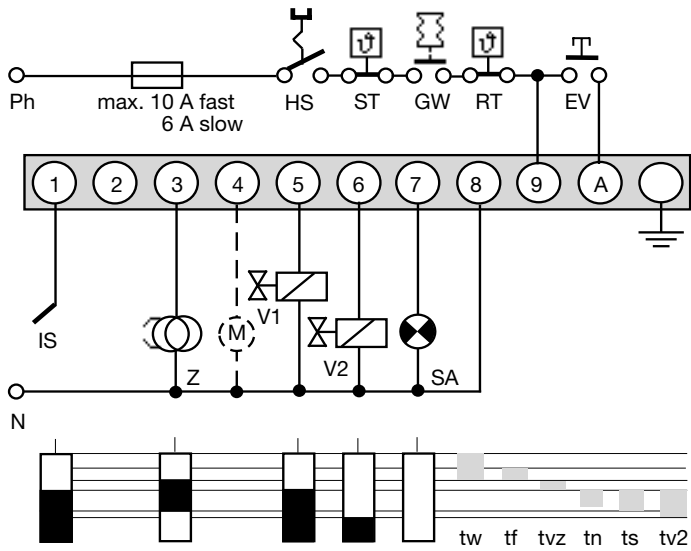 ϑ ϑ
Ph max. 10 A fast HS ST GW RT EV
6 A slow
1 2 3 4 5 6 7 8 9 A
IS M V1
Z V2 SA
N
tw tf tvz tn ts tv2